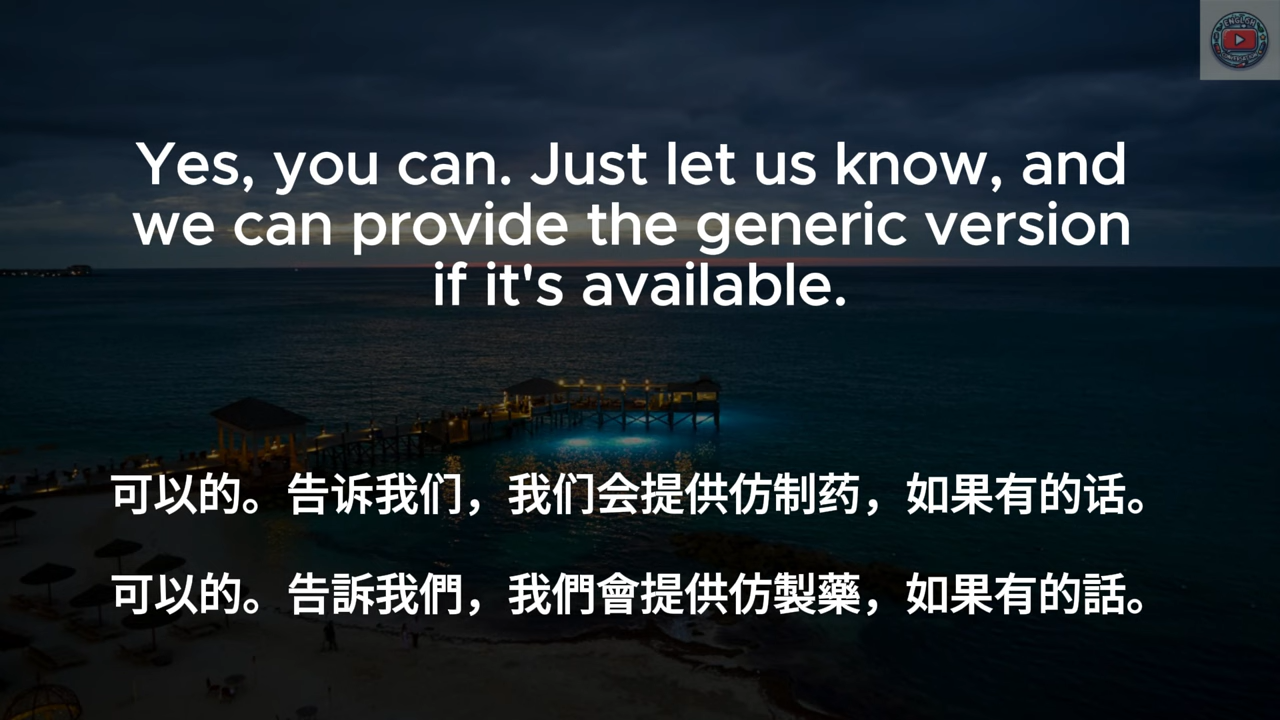 Yes, you can. Just let us know, and
we can provide the generic version
if it's available.
可以的。告诉我们，我们会提供仿制药，如果有的话。
可以的。告訴我們，我們會提供仿製藥，如果有的話。